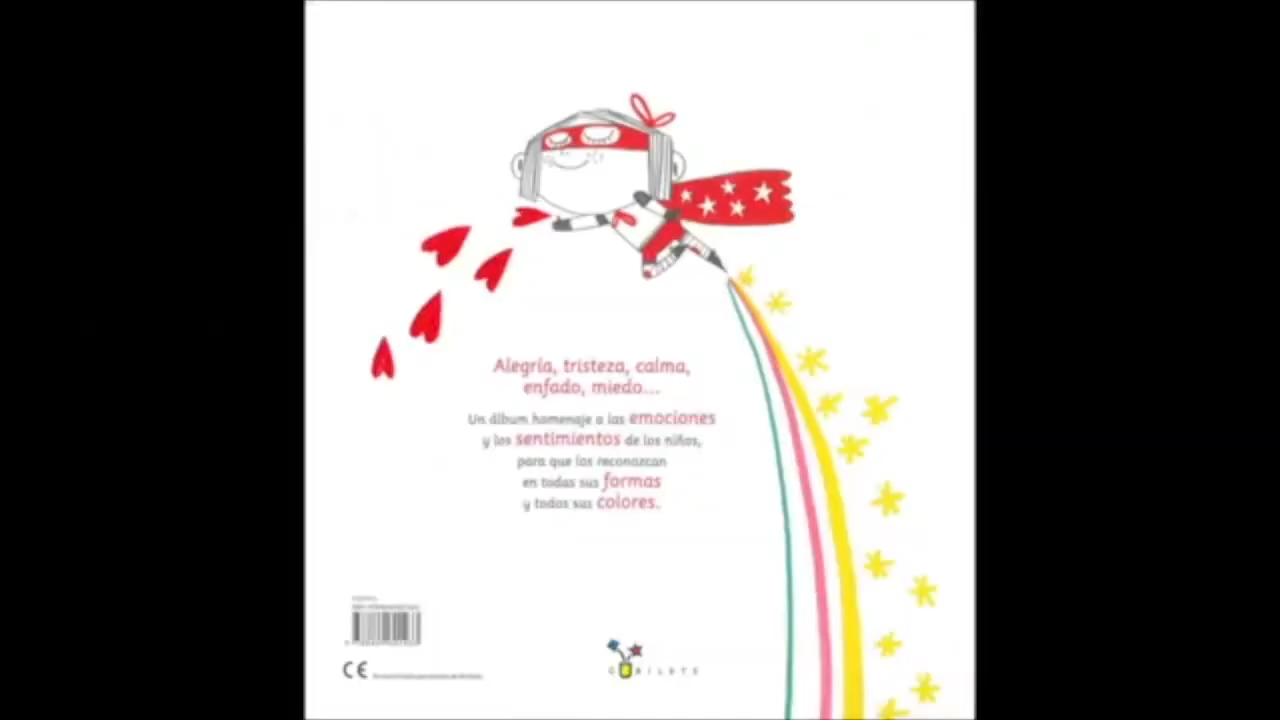 Alegría, tristeza, calma,
enfado, miedo...
Un álbum homenaje a las emociones
y los sentimientos de los niños,
para que los reconozcan
en todas sus formas
y todos sus colores.
CE